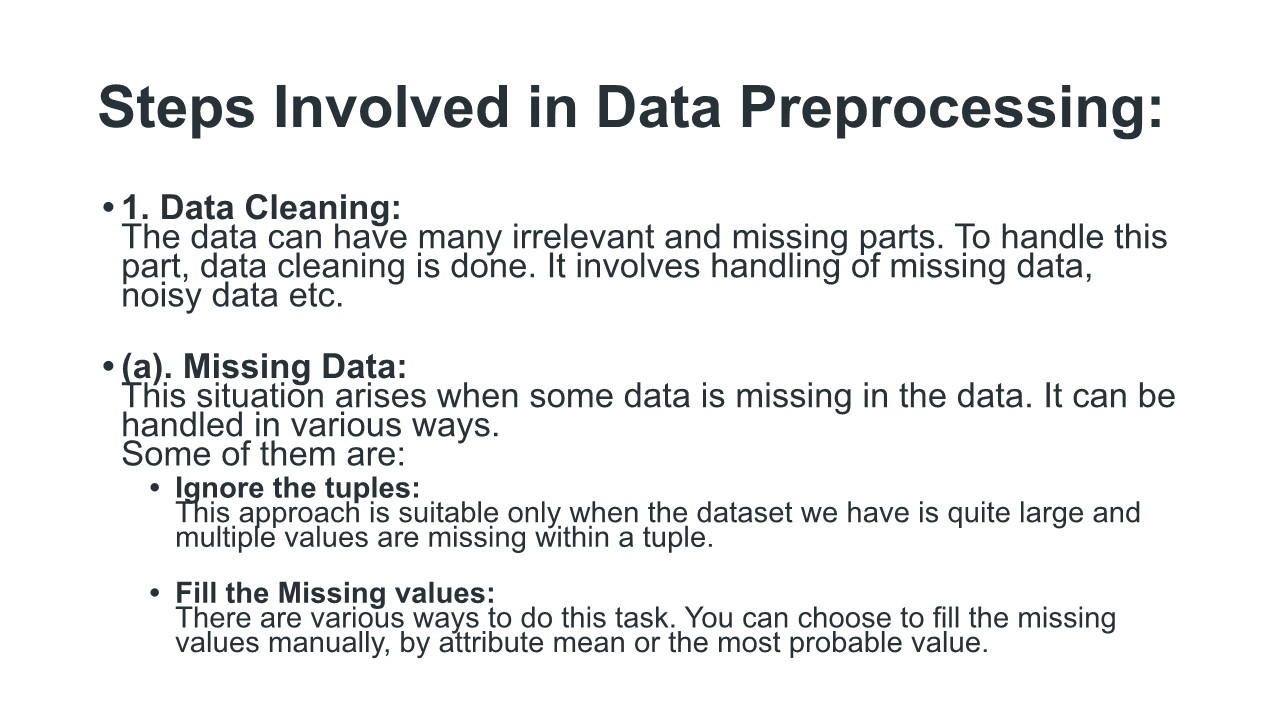 Steps Involved in Data Preprocessing:
• 1. Data Cleaning:
The data can have many irrelevant and missing parts. To handle this
part, data cleaning is done. It involves handling of missing data,
noisy data etc.
• (a). Missing Data:
This situation arises when some data is missing in the data. It can be
handled in various ways.
Some of them are:
• Ignore the tuples:
This approach is suitable only when the dataset we have is quite large and
multiple values are missing within a tuple.
• Fill the Missing values:
There are various ways to do this task. You can choose to fill the missing
values manually, by attribute mean or the most probable value.